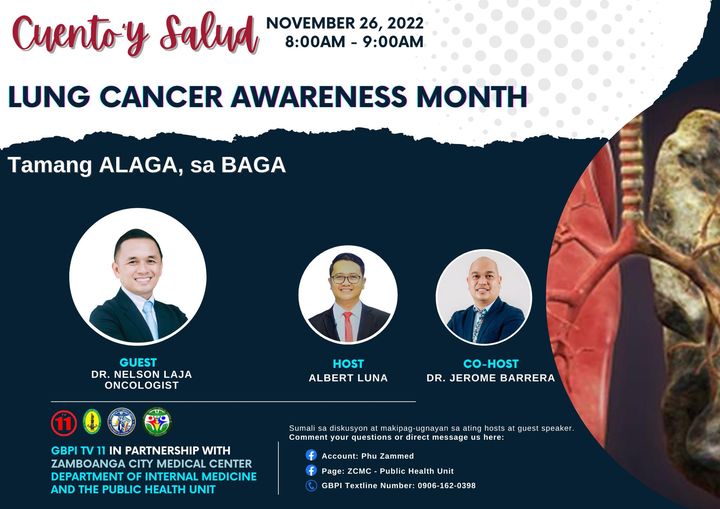 Cuento'y Salud
NOVEMBER 26, 2022
8:00AM - 9:00AM
LUNG CANCER AWARENESS MONTH
Tamang ALAGA, sa BAGA
GUEST
DR. NELSON LAJA
ONCOLOGIST
HOST
ALBERT LUNA
CO-HOST
DR. JEROME BARRERA
11
GBPI TV 11 IN PARTNERSHIP WITH
ZAMBOANGA CITY MEDICAL CENTER
DEPARTMENT OF INTERNAL MEDICINE
AND THE PUBLIC HEALTH UNIT
Sumali sa diskusyon at makipag-ugnayan sa ating hosts at guest speaker.
Comment your questions or direct message us here:
Account: Phu Zammed
Page: ZCMC - Public Health Unit
GBPI Textline Number: 0906-162-0398